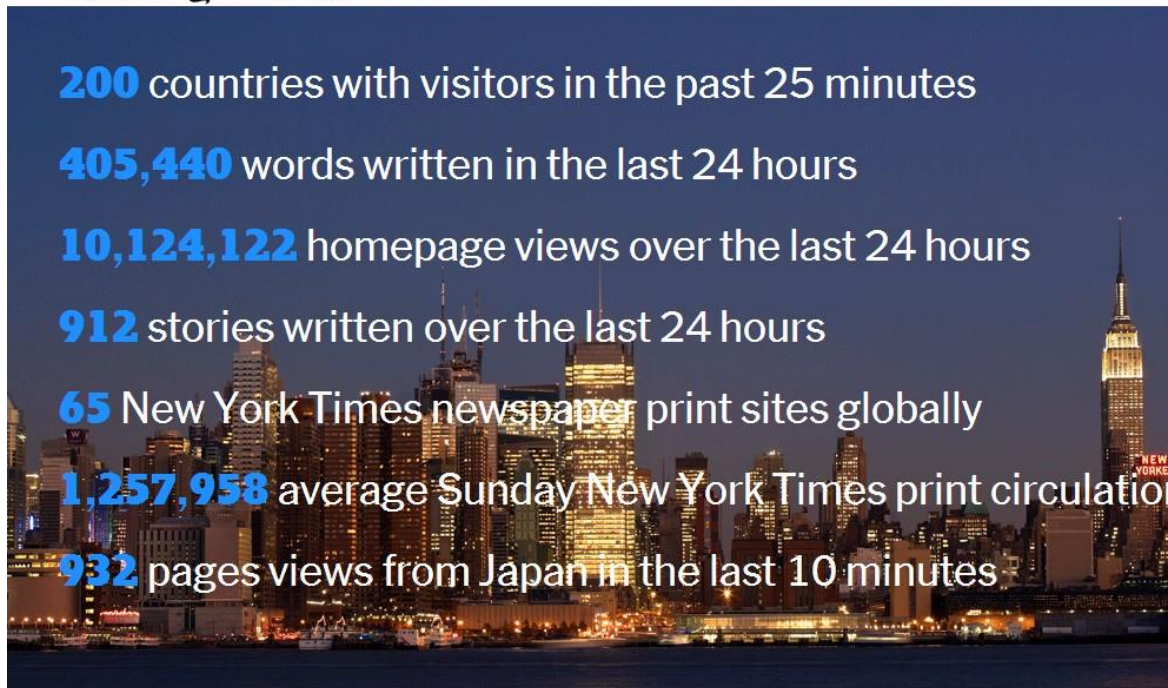 200 countries with visitors in the past 25 minutes
405,440 words written in the last 24 hours
10,124,122 homepage views over the last 24 hours
912 stories written over the last 24 hours
65 New York Times newspaper print sites globally
1,257,958 average Sunday New York Times print circulation
932 pages views from Japan in the last 10 minutes
NEW
YORKER